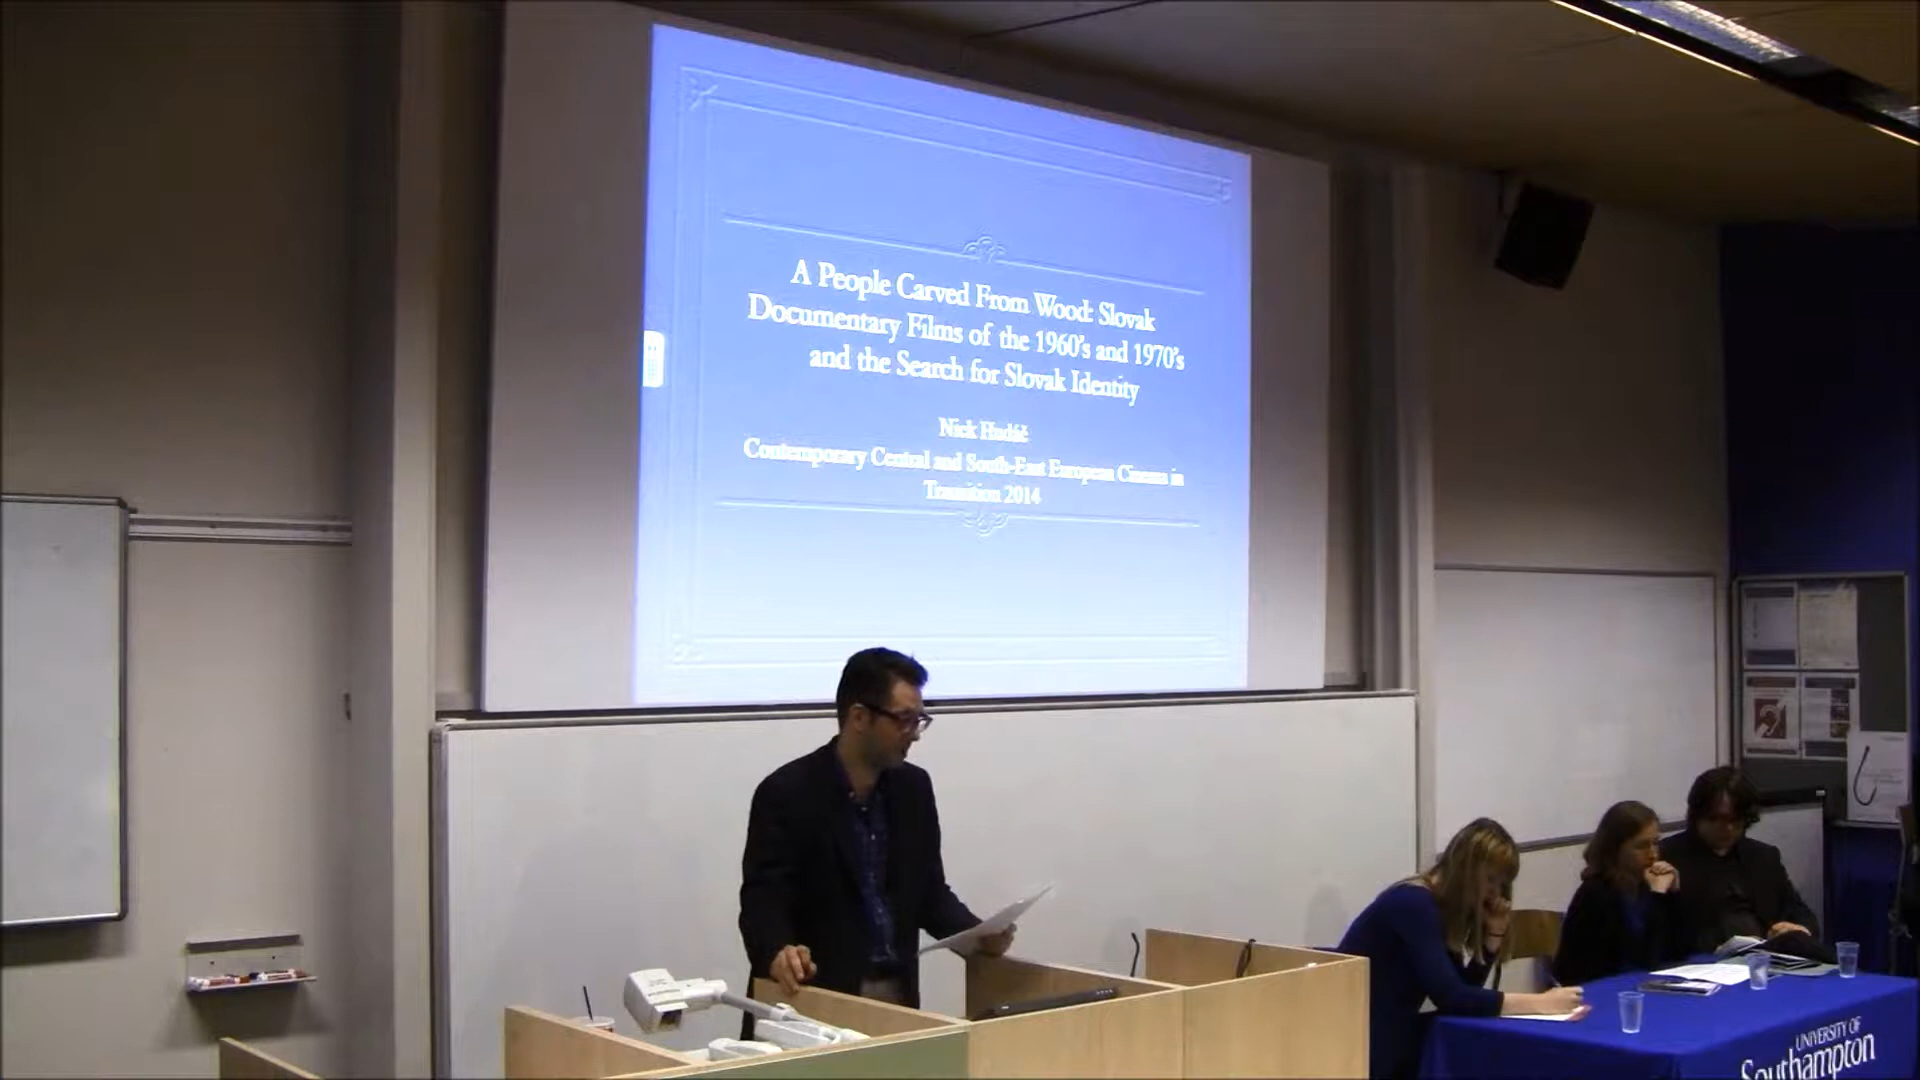 A People Carved From Wood: Slovak
Documentary Films of the 1960's and 1970's
and the Search for Slovak Identity
Nick Hudáč
Contemporary Central and South-East European Cinema in
Transition 2014
UNIVERSITY OF
Southampton